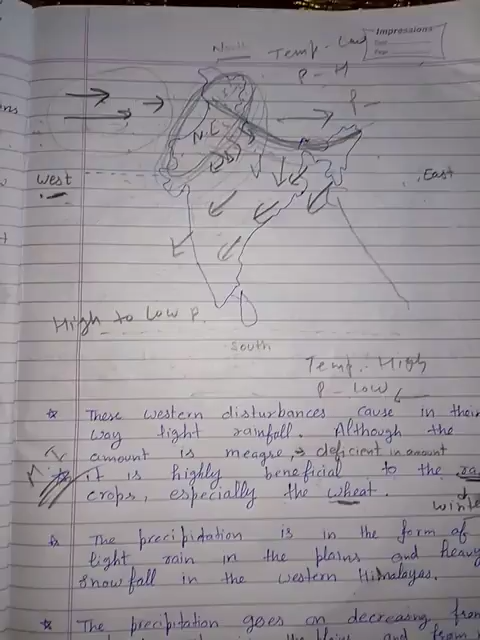 Impressions
North
Temp - Low
P - H
P -
N.L
West
East
High to Low P.
South
Temp - High
P - Low
☆ These western disturbances cause in their
way light rainfall. Although the
amount is meagre, → deficient in amount
it is highly beneficial to the ra
crops, especially the wheat.
winte
☆ The precipitation is in the form of
light rain in the plains and heavy
snowfall in the western Himalayas.
☆ The precipitation goes on decreasing from